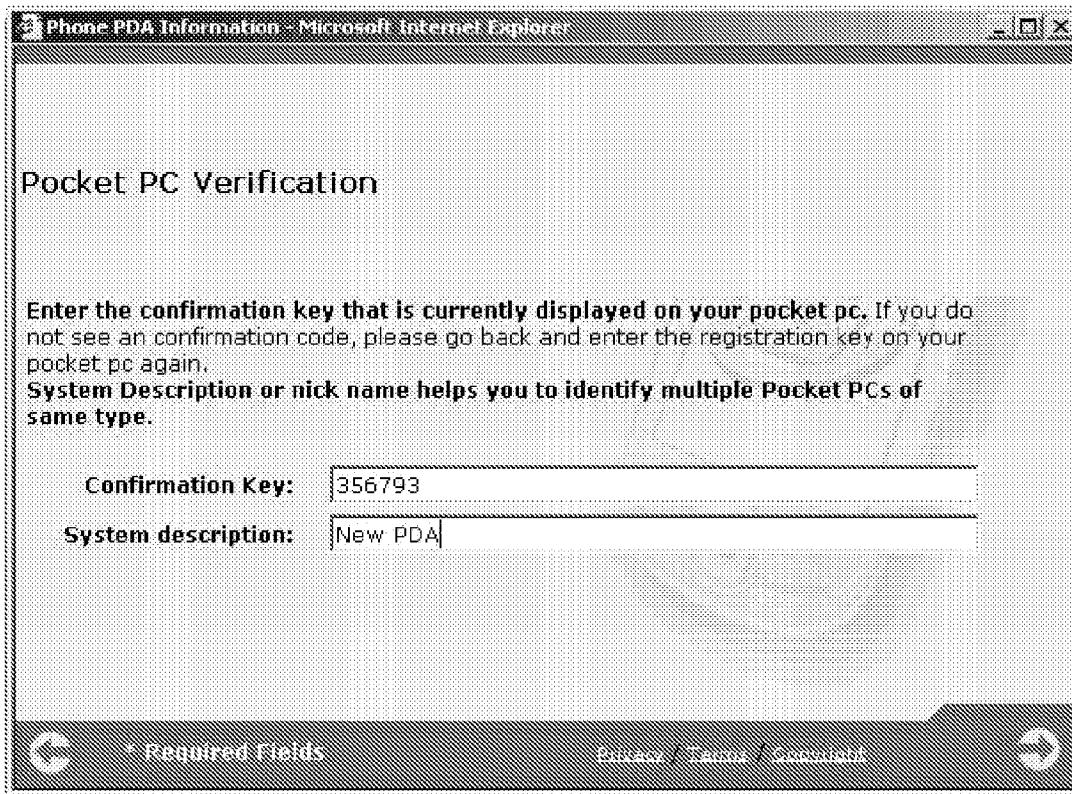 Phone PDA Information - Microsoft Internet Explorer
Pocket PC Verification
Enter the confirmation key that is currently displayed on your pocket pc. If you do
not see an confirmation code, please go back and enter the registration key on your
pocket pc again.
System Description or nick name helps you to identify multiple Pocket PCs of
same type.
Confirmation Key: 356793
System description: New PDA
* Required Fields Privacy / Terms / Copyright